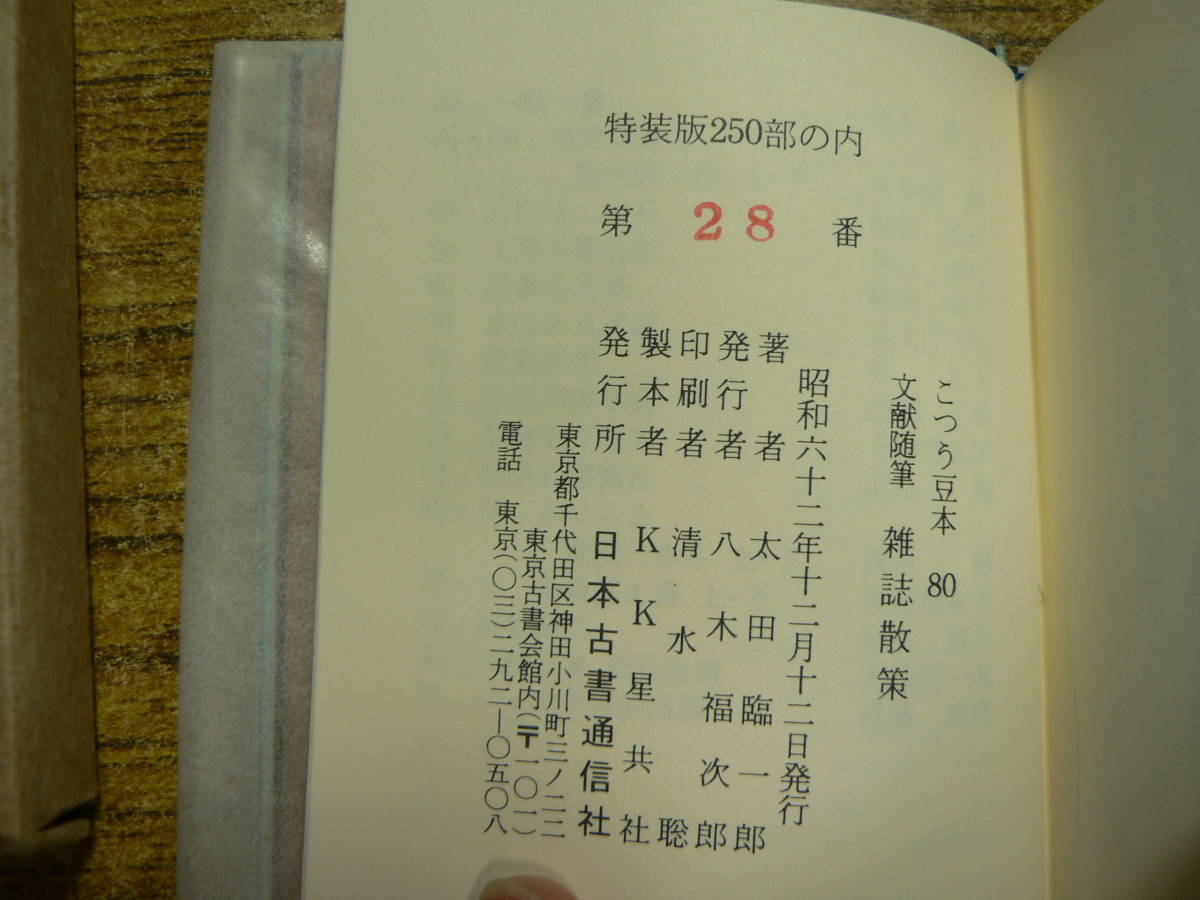 特装版250部の内
第 28 番
こつう豆本 80
文献随筆 雑誌散策
昭和六十二年十二月十二日発行
著者 太田臨一郎
発行者 八木福次郎
印刷者 清水聡
製本者 KK星共社
発行所 日本古書通信社
東京都千代田区神田小川町三ノ二二
東京古書会館内(〒一〇一)
電話 東京(〇三)二九二―〇五〇八